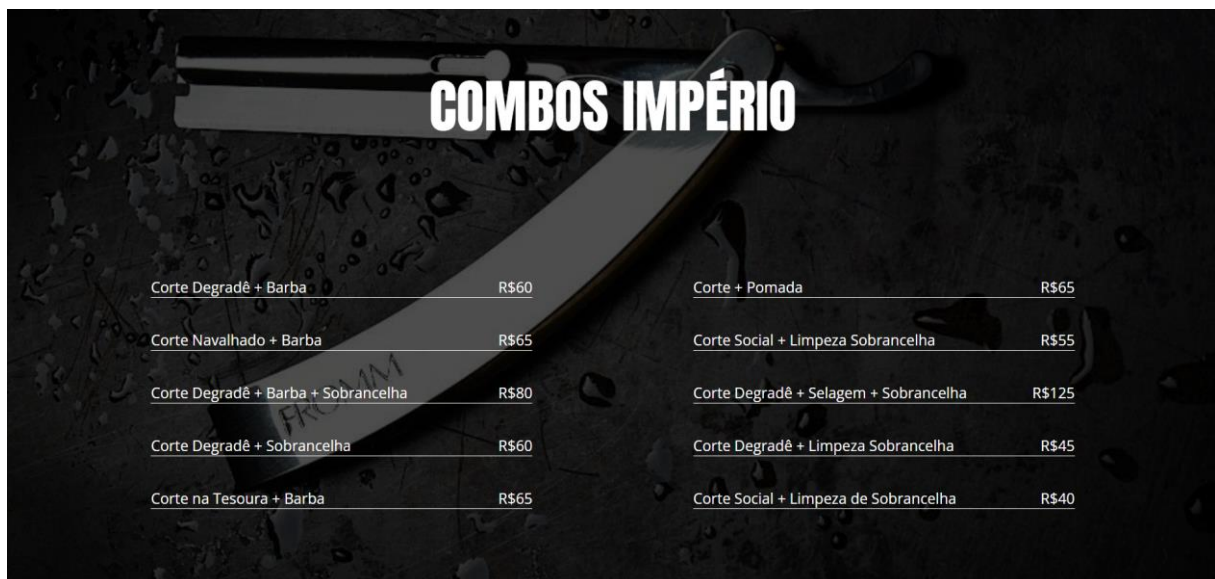 COMBOS IMPÉRIO
Corte Degradê + Barba R$60
Corte Navalhado + Barba R$65
Corte Degradê + Barba + Sobrancelha R$80
Corte Degradê + Sobrancelha R$60
Corte na Tesoura + Barba R$65
Corte + Pomada R$65
Corte Social + Limpeza Sobrancelha R$55
Corte Degradê + Selagem + Sobrancelha R$125
Corte Degradê + Limpeza Sobrancelha R$45
Corte Social + Limpeza de Sobrancelha R$40
FROMM